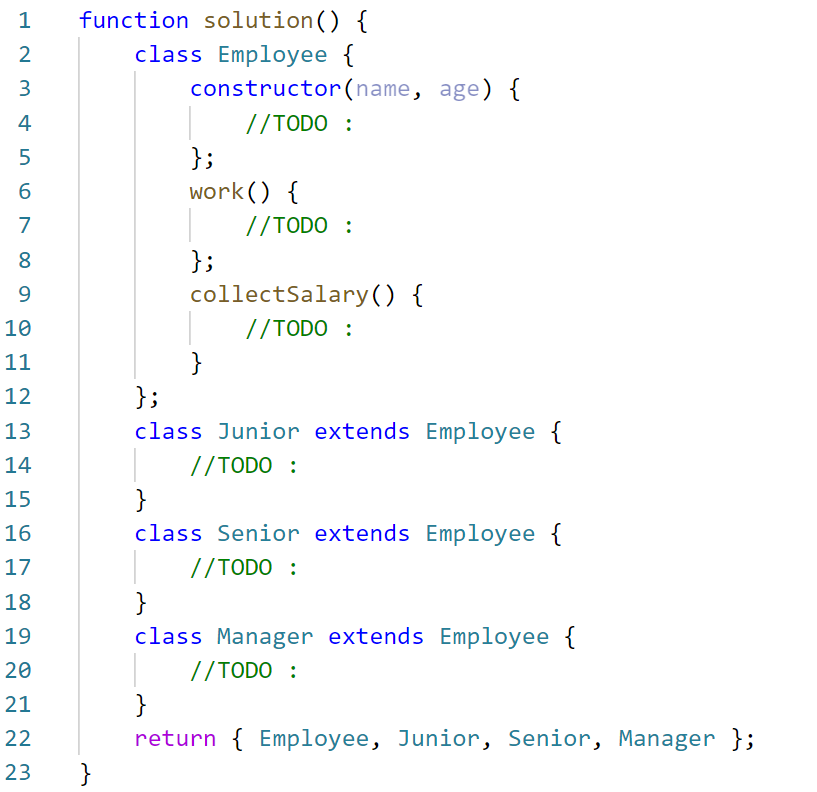 1 function solution() {
2 class Employee {
3 constructor(name, age) {
4 //TODO :
5 };
6 work() {
7 //TODO :
8 };
9 collectSalary() {
10 //TODO :
11 }
12 };
13 class Junior extends Employee {
14 //TODO :
15 }
16 class Senior extends Employee {
17 //TODO :
18 }
19 class Manager extends Employee {
20 //TODO :
21 }
22 return { Employee, Junior, Senior, Manager };
23 }